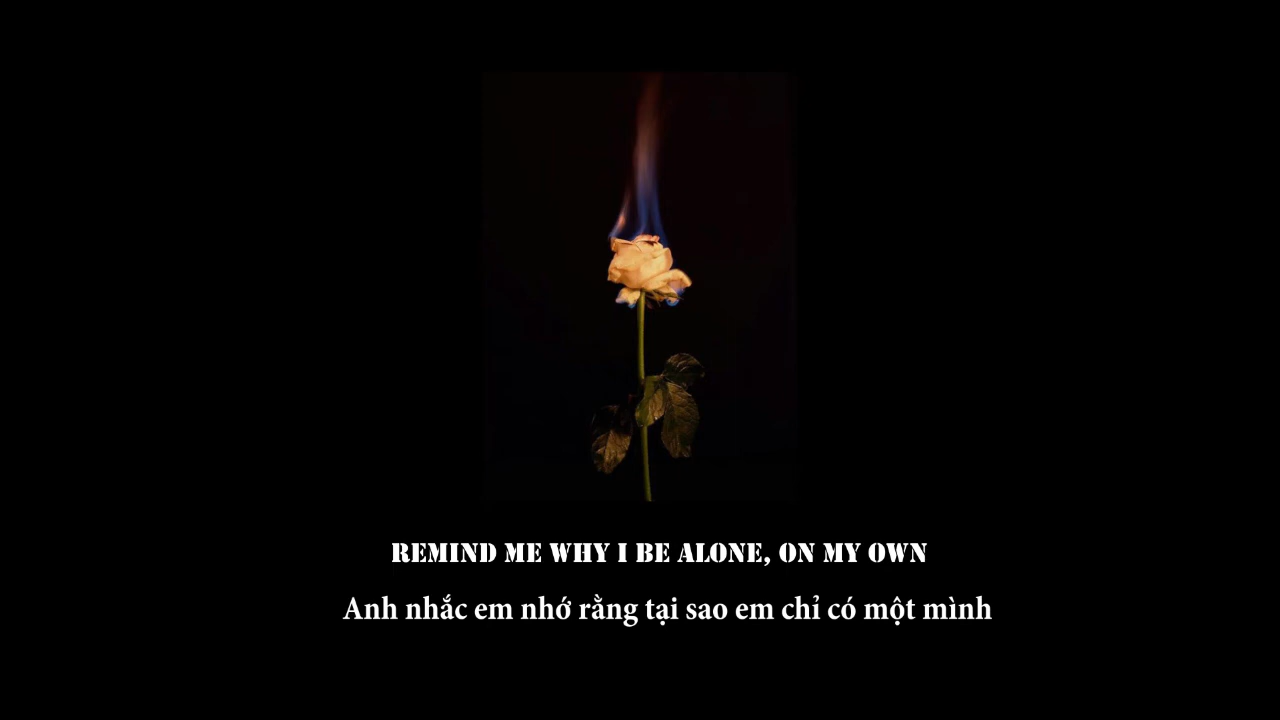 REMIND ME WHY I BE ALONE, ON MY OWN
Anh nhắc em nhớ rằng tại sao em chỉ có một mình